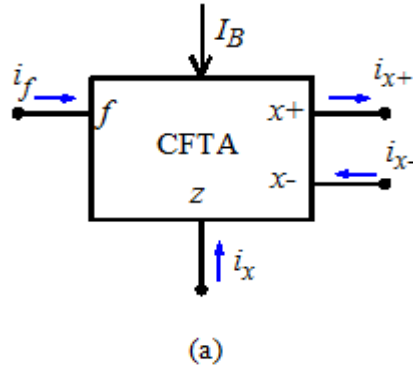 I_B
i_f
i_x+
f
x+
CFTA
i_x-
x-
z
i_x
(a)